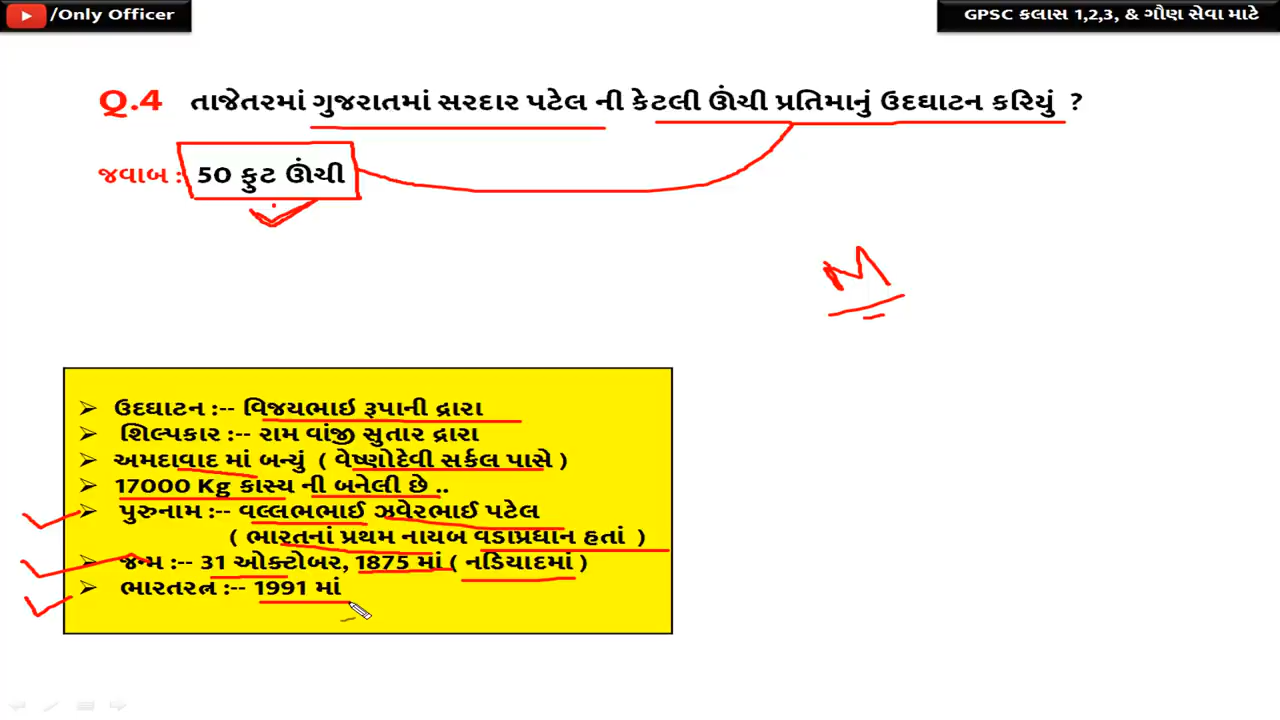 /Only Officer
GPSC કલાસ 1,2,3, & ગૌણ સેવા માટે
Q.4 તાજેતરમાં ગુજરાતમાં સરદાર પટેલ ની કેટલી ઊંચી પ્રતિમાનું ઉદઘાટન કરિયું ?
જવાબ : 50 ફુટ ઊંચી
M
➢ ઉદઘાટન :-- વિજયભાઇ રૂપાની દ્રારા
➢ શિલ્પકાર :-- રામ વાંજી સુતાર દ્રારા
➢ અમદાવાદ માં બન્યું ( વેષ્ણોદેવી સર્કલ પાસે )
➢ 17000 Kg કાસ્ય ની બનેલી છે ..
➢ પુરુનામ :-- વલ્લભભાઈ ઝવેરભાઈ પટેલ
( ભારતનાં પ્રથમ નાયબ વડાપ્રધાન હતાં )
➢ જન્મ :-- 31 ઓક્ટોબર, 1875 માં ( નડિયાદમાં )
➢ ભારતરત્ન :-- 1991 માં